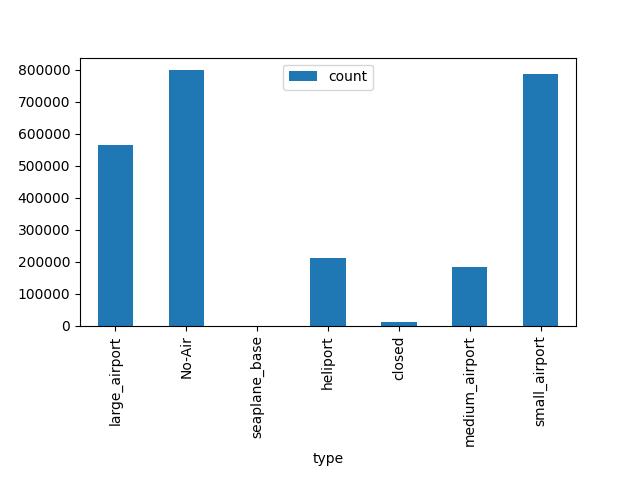 count
800000
700000
600000
500000
400000
300000
200000
100000
0
large_airport
No-Air
seaplane_base
heliport
closed
medium_airport
small_airport
type